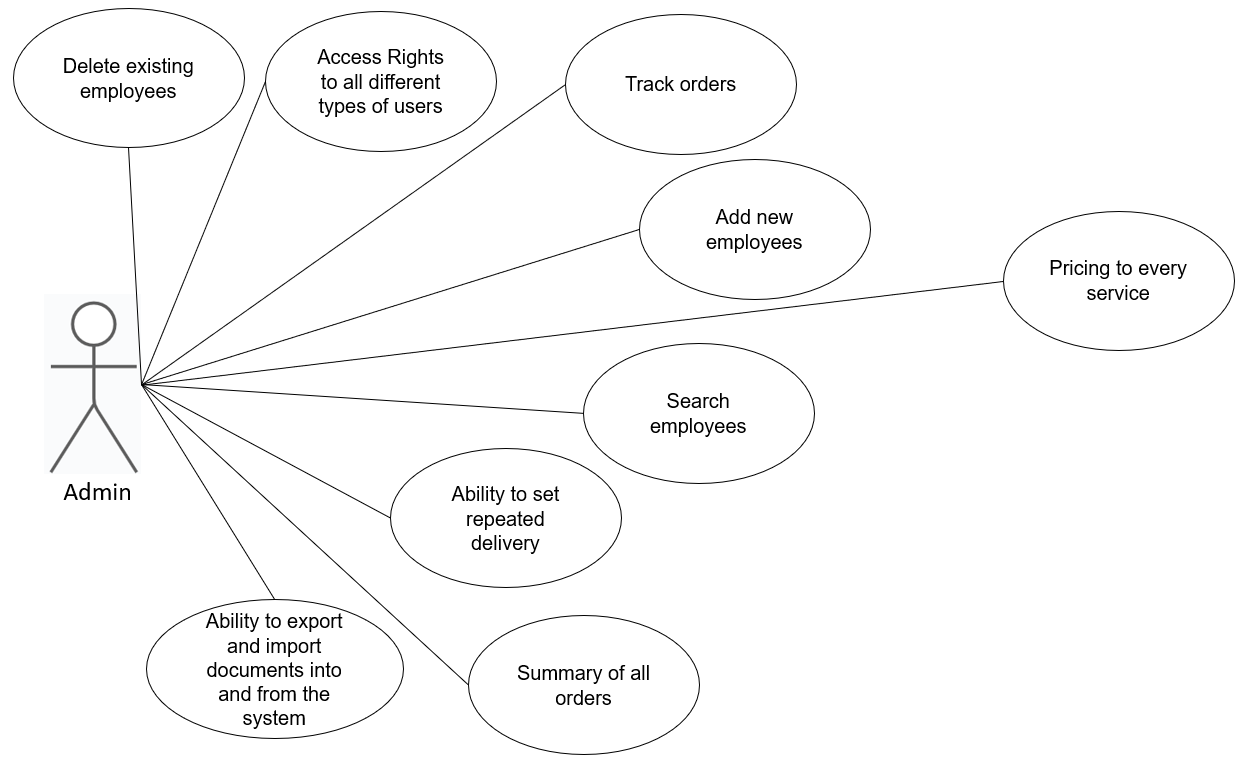 Delete existing
employees
Access Rights
to all different
types of users
Track orders
Add new
employees
Pricing to every
service
Search
employees
Admin
Ability to set
repeated
delivery
Ability to export
and import
documents into
and from the
system
Summary of all
orders